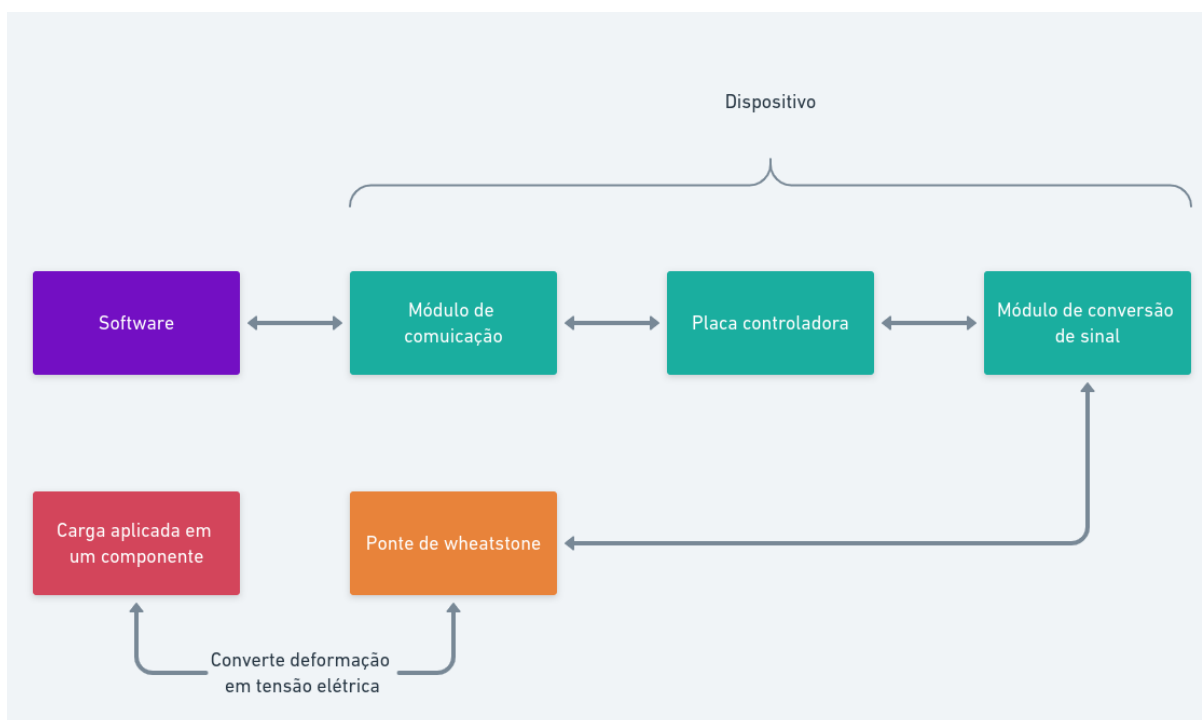 Dispositivo
Software
Módulo de
comuicação
Placa controladora
Módulo de conversão
de sinal
Carga aplicada em
um componente
Ponte de wheatstone
Converte deformação
em tensão elétrica